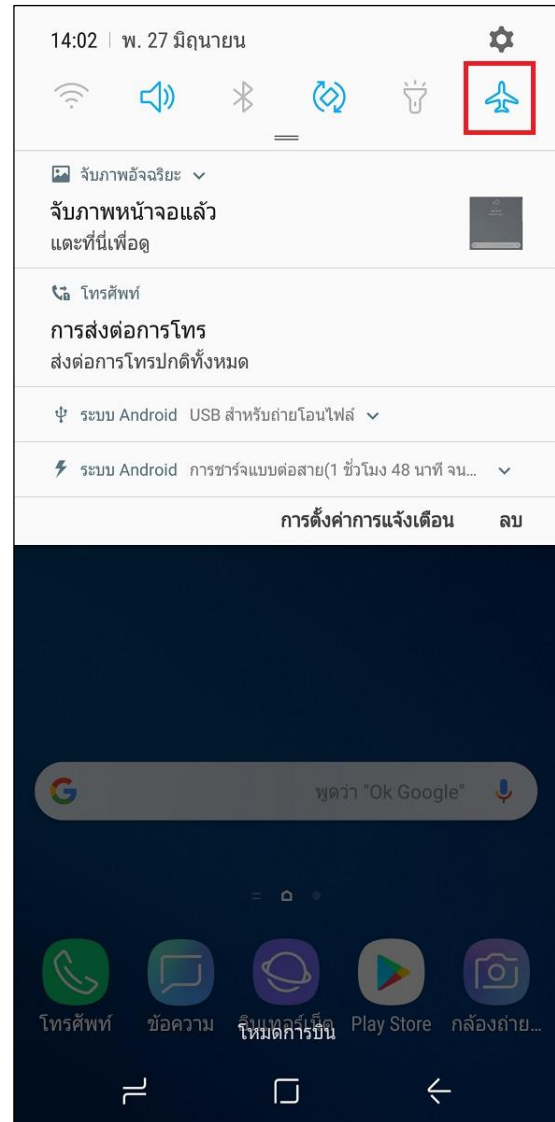 14:02 | พ. 27 มิถุนายน
จับภาพอัจฉริยะ
จับภาพหน้าจอแล้ว
แตะที่นี่เพื่อดู
โทรศัพท์
การส่งต่อการโทร
ส่งต่อการโทรปกติทั้งหมด
ระบบ Android USB สำหรับถ่ายโอนไฟล์
ระบบ Android การชาร์จแบบต่อสาย(1 ชั่วโมง 48 นาที จน...
การตั้งค่าการแจ้งเตือน ลบ
พูดว่า "Ok Google"
โทรศัพท์ ข้อความ อินเทอร์เน็ต Play Store กล้องถ่าย...
โหมดการบิน